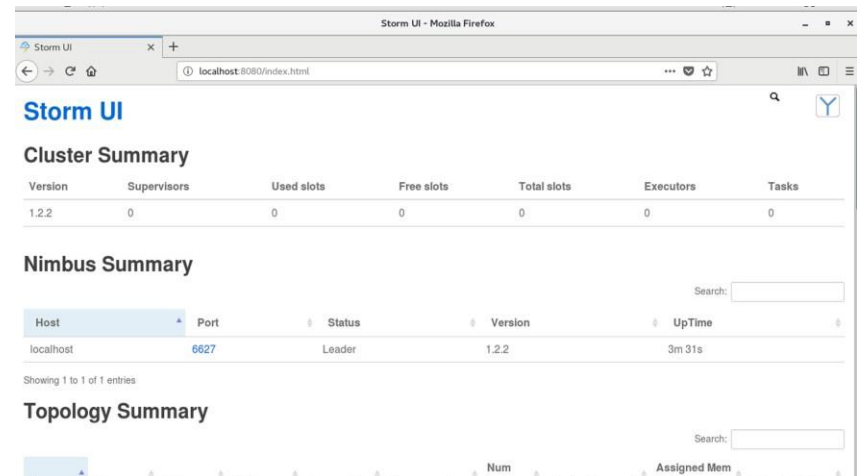 Storm UI - Mozilla Firefox
Storm UI
localhost:8080/index.html
Storm UI
Cluster Summary
Version Supervisors Used slots Free slots Total slots Executors Tasks
1.2.2 0 0 0 0 0 0
Nimbus Summary
Search:
Host Port Status Version UpTime
localhost 6627 Leader 1.2.2 3m 31s
Showing 1 to 1 of 1 entries
Topology Summary
Search:
Num Assigned Mem